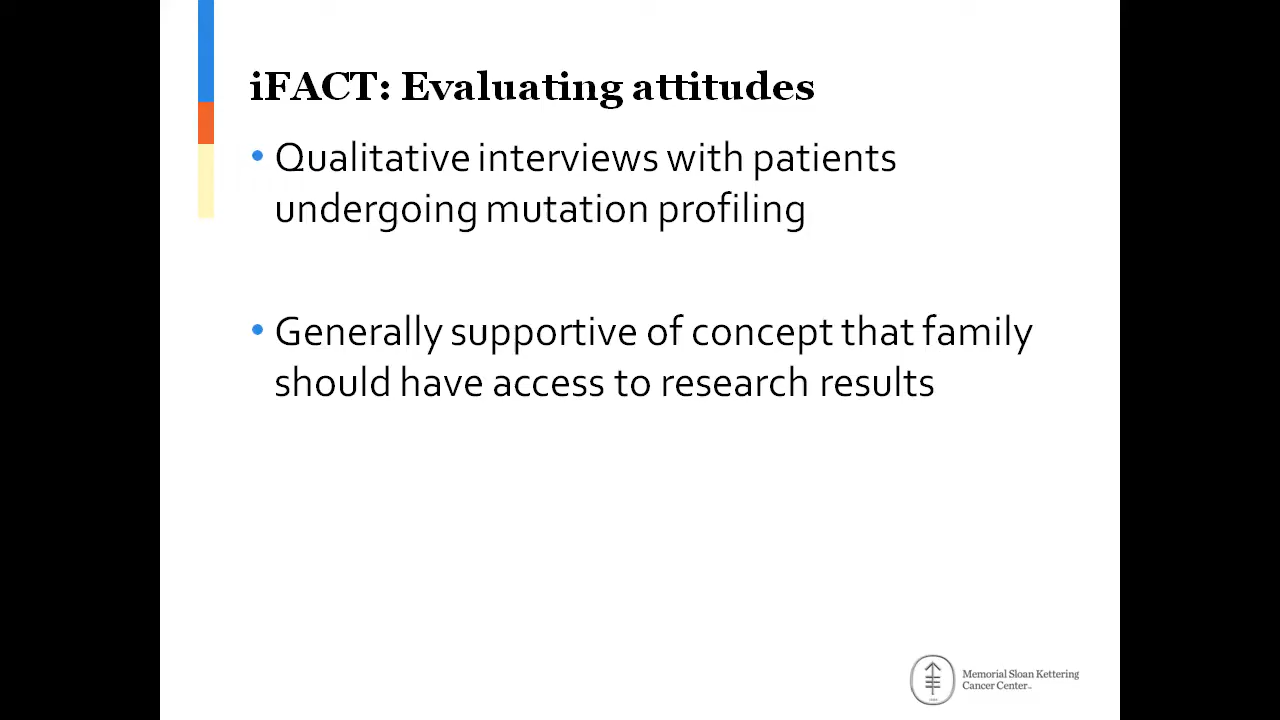 iFACT: Evaluating attitudes
• Qualitative interviews with patients
undergoing mutation profiling
• Generally supportive of concept that family
should have access to research results
Memorial Sloan Kettering
Cancer Center